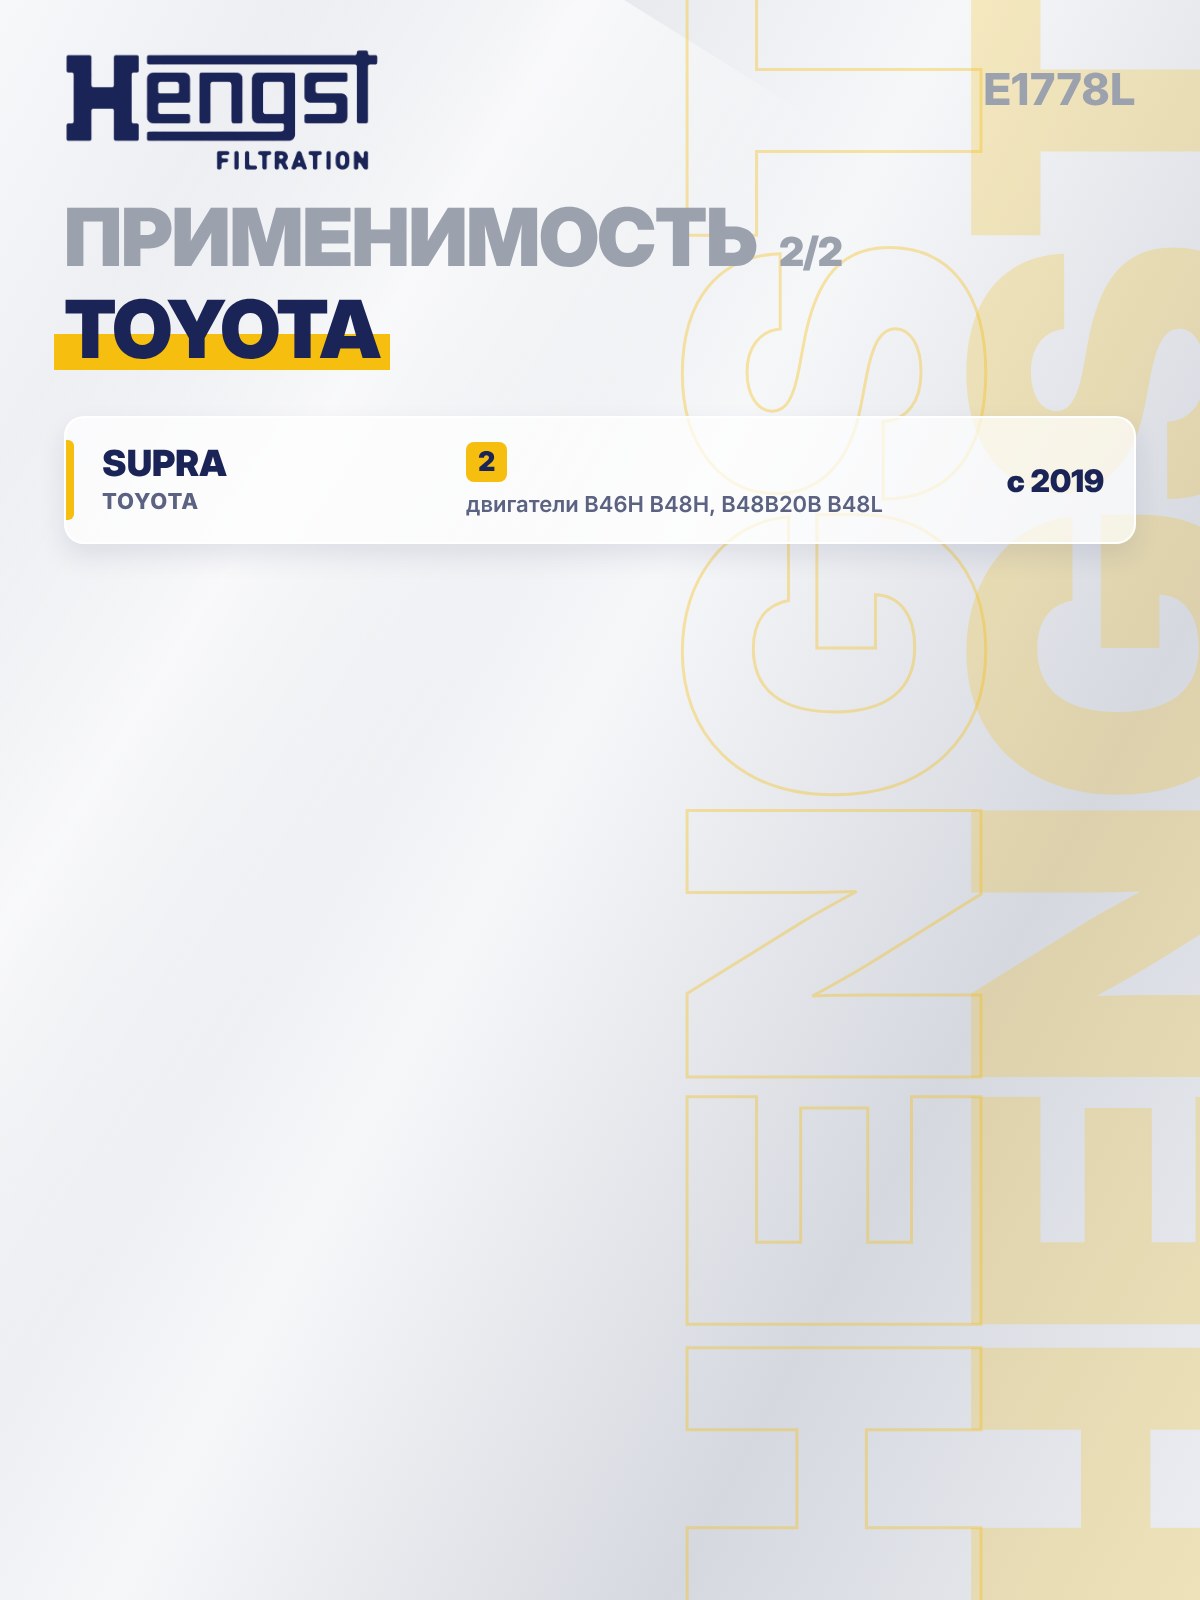 Hengst
FILTRATION
E1778L
ПРИМЕНИМОСТЬ 2/2
TOYOTA
SUPRA
TOYOTA
2
двигатели B46H B48H, B48B20B B48L
с 2019
HENGST
HENGST